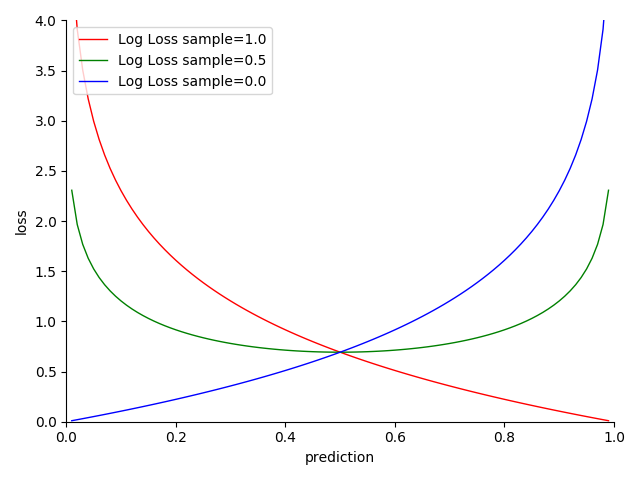 4.0
3.5
3.0
2.5
2.0
1.5
1.0
0.5
0.0
loss
Log Loss sample=1.0
Log Loss sample=0.5
Log Loss sample=0.0
0.0 0.2 0.4 0.6 0.8 1.0
prediction